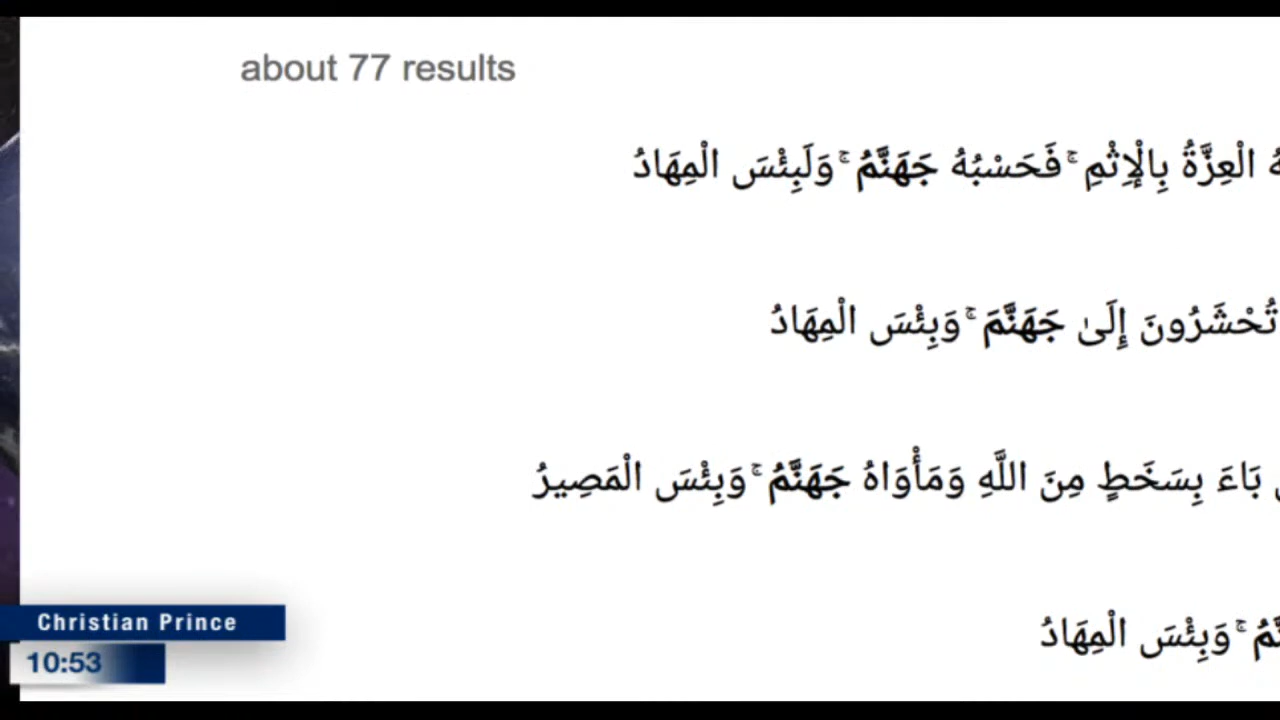 about 77 results
الْعِزَّةُ بِالْإِثْمِ ۚ فَحَسْبُهُ جَهَنَّمُ ۚ وَلَبِئْسَ الْمِهَادُ
تُحْشَرُونَ إِلَىٰ جَهَنَّمَ ۚ وَبِئْسَ الْمِهَادُ
بَاءَ بِسَخَطٍ مِنَ اللَّهِ وَمَأْوَاهُ جَهَنَّمُ ۚ وَبِئْسَ الْمَصِيرُ
ۚ وَبِئْسَ الْمِهَادُ
Christian Prince
10:53